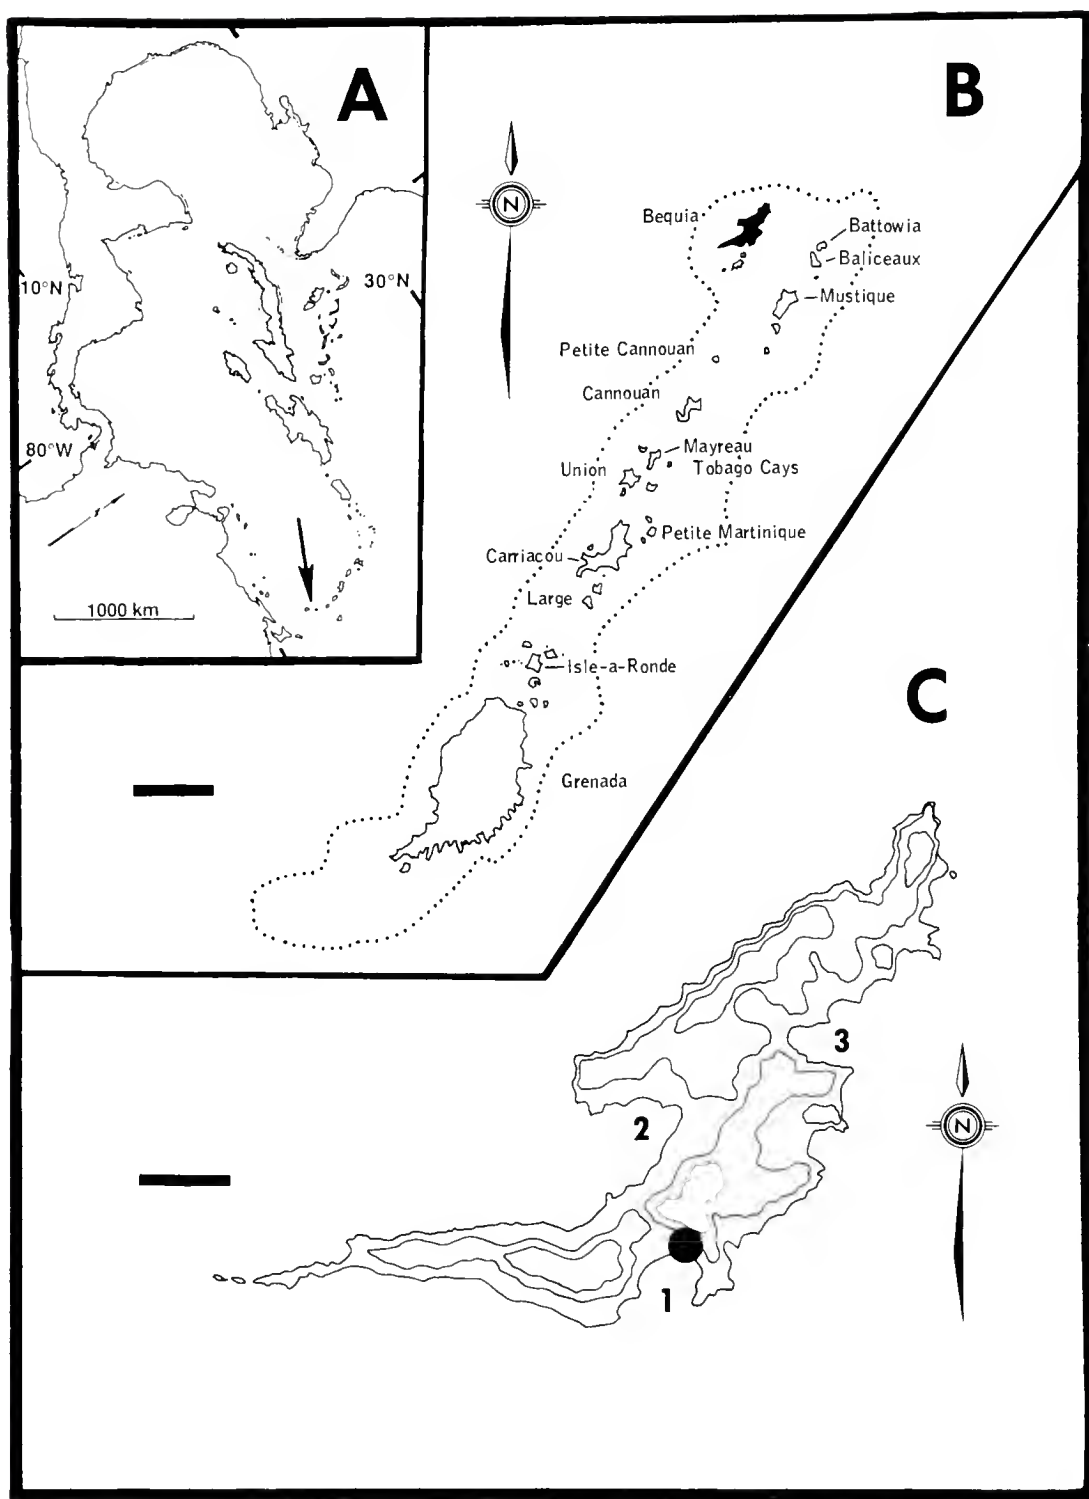 A
10°N
30°N
80°W
1000 km
B
N
Bequia
Battowia
Baliceaux
Mustique
Petite Cannouan
Cannouan
Mayreau
Union
Tobago Cays
Petite Martinique
Carriacou
Large
Isle-a-Ronde
Grenada
C
3
2
N
1